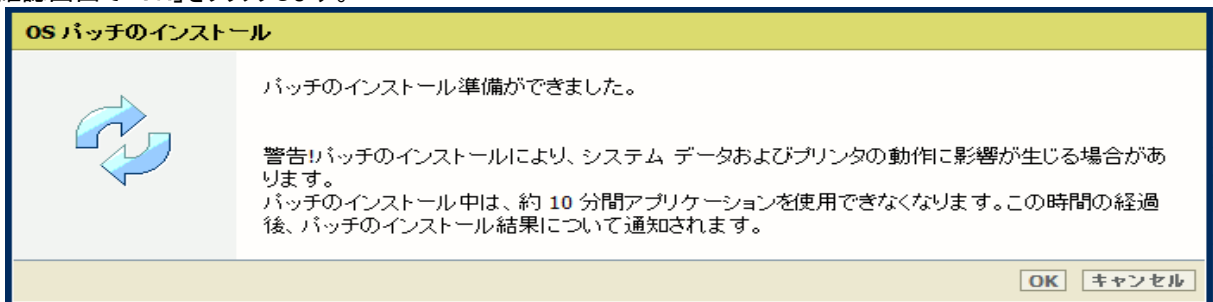 OS パッチのインストール
パッチのインストール準備ができました。
警告!パッチのインストールにより、システム データおよびプリンタの動作に影響が生じる場合があ
ります。
パッチのインストール中は、約 10 分間アプリケーションを使用できなくなります。この時間の経過
後、パッチのインストール結果について通知されます。
OK キャンセル